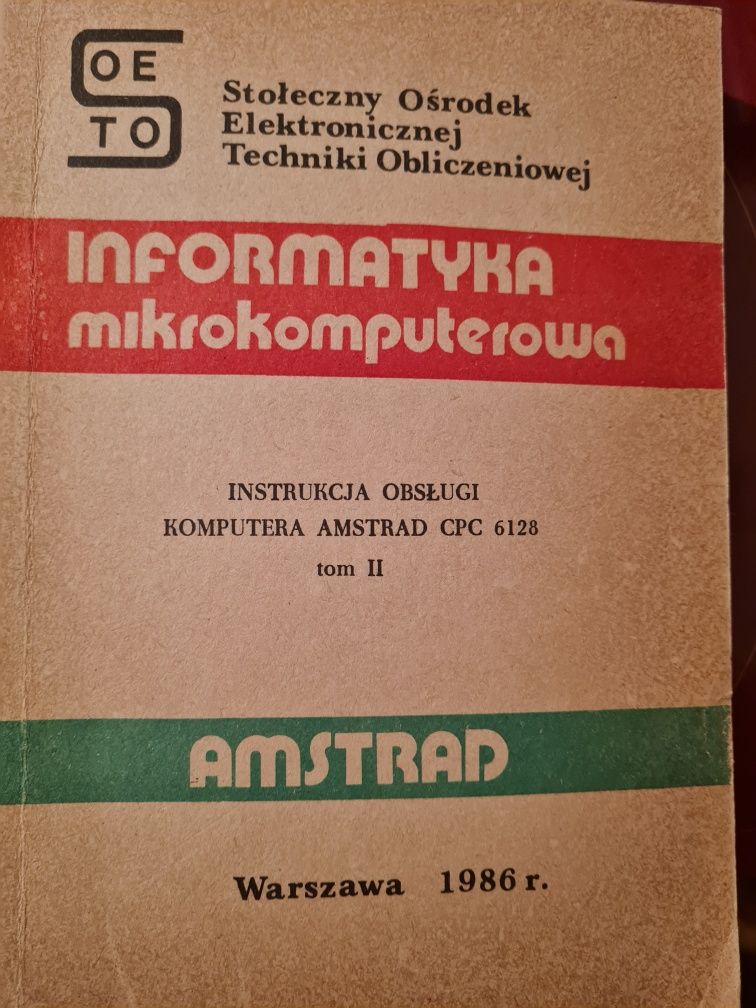 OE
TO
Stołeczny Ośrodek
Elektronicznej
Techniki Obliczeniowej
INFORMATYKA
mikrokomputerowa
INSTRUKCJA OBSŁUGI
KOMPUTERA AMSTRAD CPC 6128
tom II
AMSTRAD
Warszawa 1986 r.